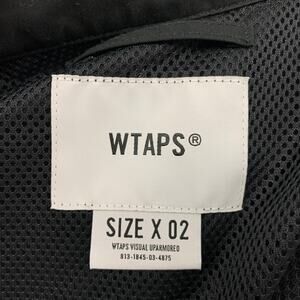 WTAPS®
SIZE X 02
WTAPS VISUAL UPARMORED
813-1845-03-4875